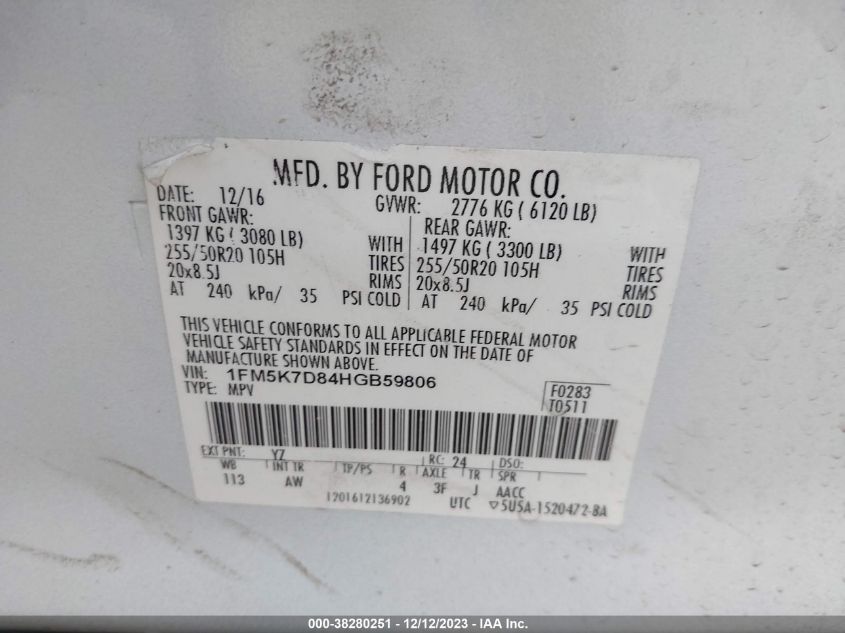 MFD. BY FORD MOTOR CO.
DATE: 12/16 GVWR: 2776 KG ( 6120 LB)
FRONT GAWR: REAR GAWR:
1397 KG ( 3080 LB) WITH 1497 KG ( 3300 LB) WITH
255/50R20 105H TIRES 255/50R20 105H TIRES
20x8.5J RIMS 20x8.5J RIMS
AT 240 kPa/ 35 PSI COLD AT 240 kPa/ 35 PSI COLD
THIS VEHICLE CONFORMS TO ALL APPLICABLE FEDERAL MOTOR
VEHICLE SAFETY STANDARDS IN EFFECT ON THE DATE OF
MANUFACTURE SHOWN ABOVE.
VIN: 1FM5K7D84HGB59806
TYPE: MPV
F0283
T0511
EXT PNT: YZ RC: 24 DSO:
WB INT TR TP/PS R AXLE TR SPR
113 AW 4 3F J AACC
1201612136902 UTC ▽5U5A-1520472-BA
000-38280251 - 12/12/2023 - IAA Inc.